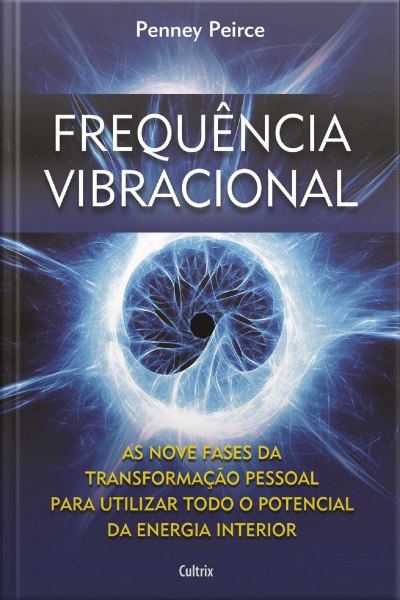 Penney Peirce
FREQUÊNCIA
VIBRACIONAL
AS NOVE FASES DA
TRANSFORMAÇÃO PESSOAL
PARA UTILIZAR TODO O POTENCIAL
DA ENERGIA INTERIOR
Cultrix